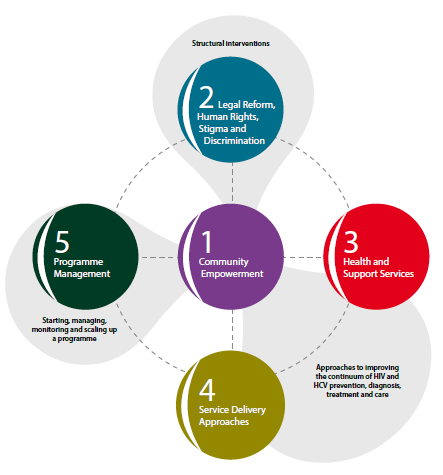 Structural interventions
2 Legal Reform,
Human Rights,
Stigma and
Discrimination
5
Programme
Management
1
Community
Empowerment
3
Health and
Support Services
Starting, managing,
monitoring and scaling up
a programme
4
Service Delivery
Approaches
Approaches to improving
the continuum of HIV and
HCV prevention, diagnosis,
treatment and care